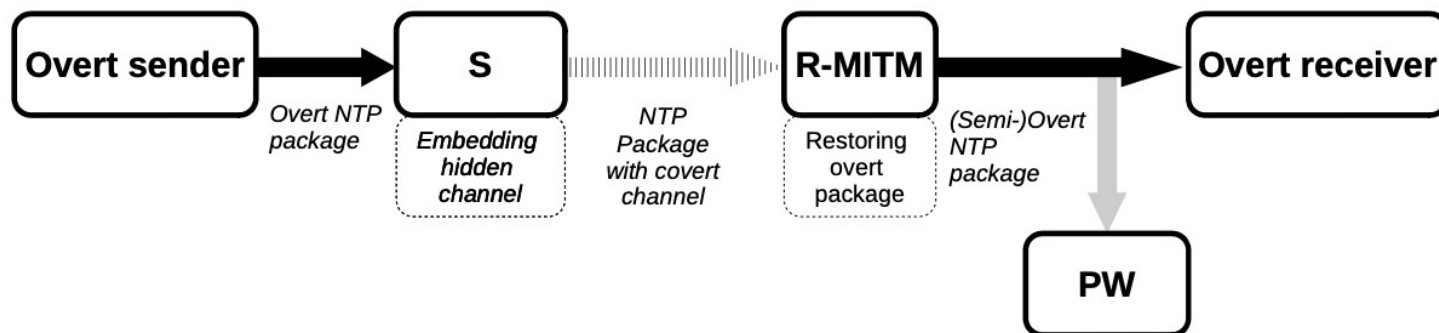 Overt sender
S
R-MITM
Overt receiver
Overt NTP
package
Embedding
hidden
channel
NTP
Package
with covert
channel
Restoring
overt
package
(Semi-)Overt
NTP
package
PW